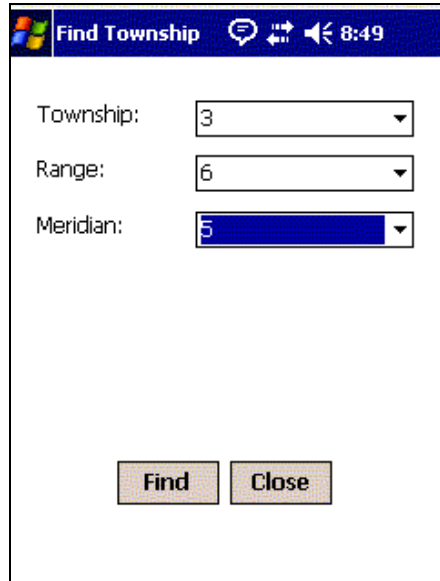 Find Township 8:49
Township: 3
Range: 6
Meridian: 5
Find Close